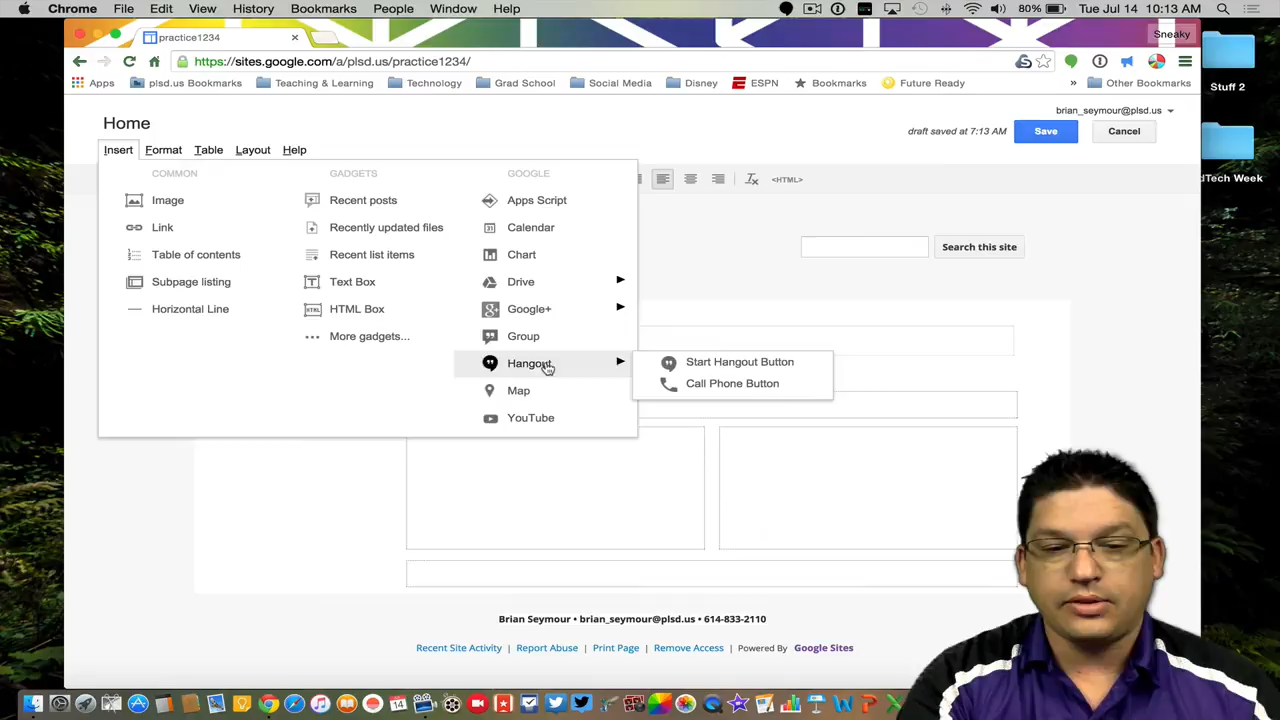 Chrome File Edit View History Bookmarks People Window Help 80% Tue Jul 14 10:13 AM
practice1234 Sneaky
https://sites.google.com/a/plsd.us/practice1234/
Apps plsd.us Bookmarks Teaching & Learning Technology Grad School Social Media Disney ESPN Bookmarks Future Ready » Other Bookmarks
Stuff 2
brian_seymour@plsd.us
Home
draft saved at 7:13 AM Save Cancel
Insert Format Table Layout Help
COMMON GADGETS GOOGLE
<HTML>
dTech Week
Image Recent posts Apps Script
Link Recently updated files Calendar
Search this site
Table of contents Recent list items Chart
Subpage listing Text Box Drive
Horizontal Line HTML Box Google+
More gadgets... Group
Hangout Start Hangout Button
Call Phone Button
Map
YouTube
Brian Seymour • brian_seymour@plsd.us • 614-833-2110
Recent Site Activity | Report Abuse | Print Page | Remove Access | Powered By Google Sites